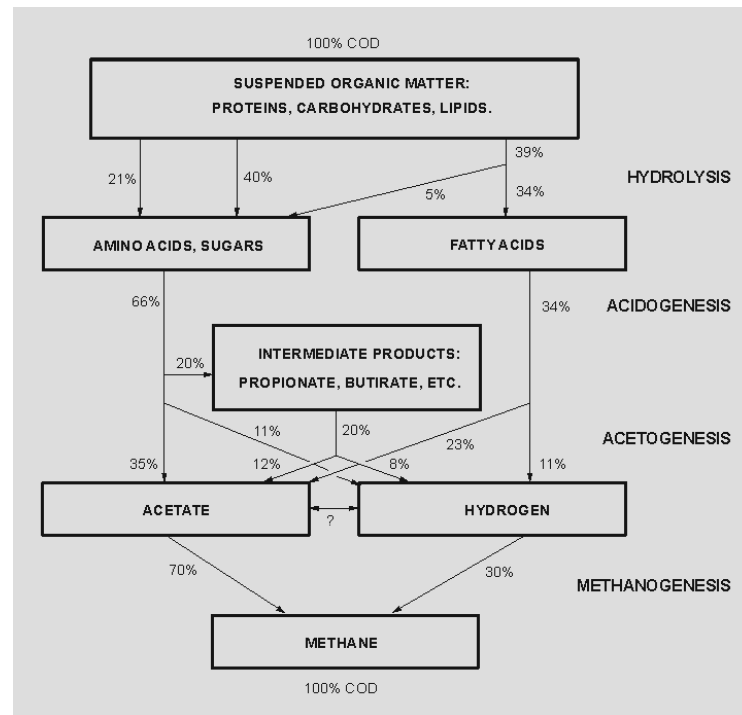 100% COD
SUSPENDED ORGANIC MATTER:
PROTEINS, CARBOHYDRATES, LIPIDS.
39%
21%
40%
HYDROLYSIS
5%
34%
AMINO ACIDS, SUGARS
FATTY ACIDS
66%
34%
ACIDOGENESIS
INTERMEDIATE PRODUCTS:
20%
PROPIONATE, BUTIRATE, ETC.
11%
20%
23%
ACETOGENESIS
35%
12%
8%
11%
ACETATE
HYDROGEN
?
70%
30%
METHANOGENESIS
METHANE
100% COD